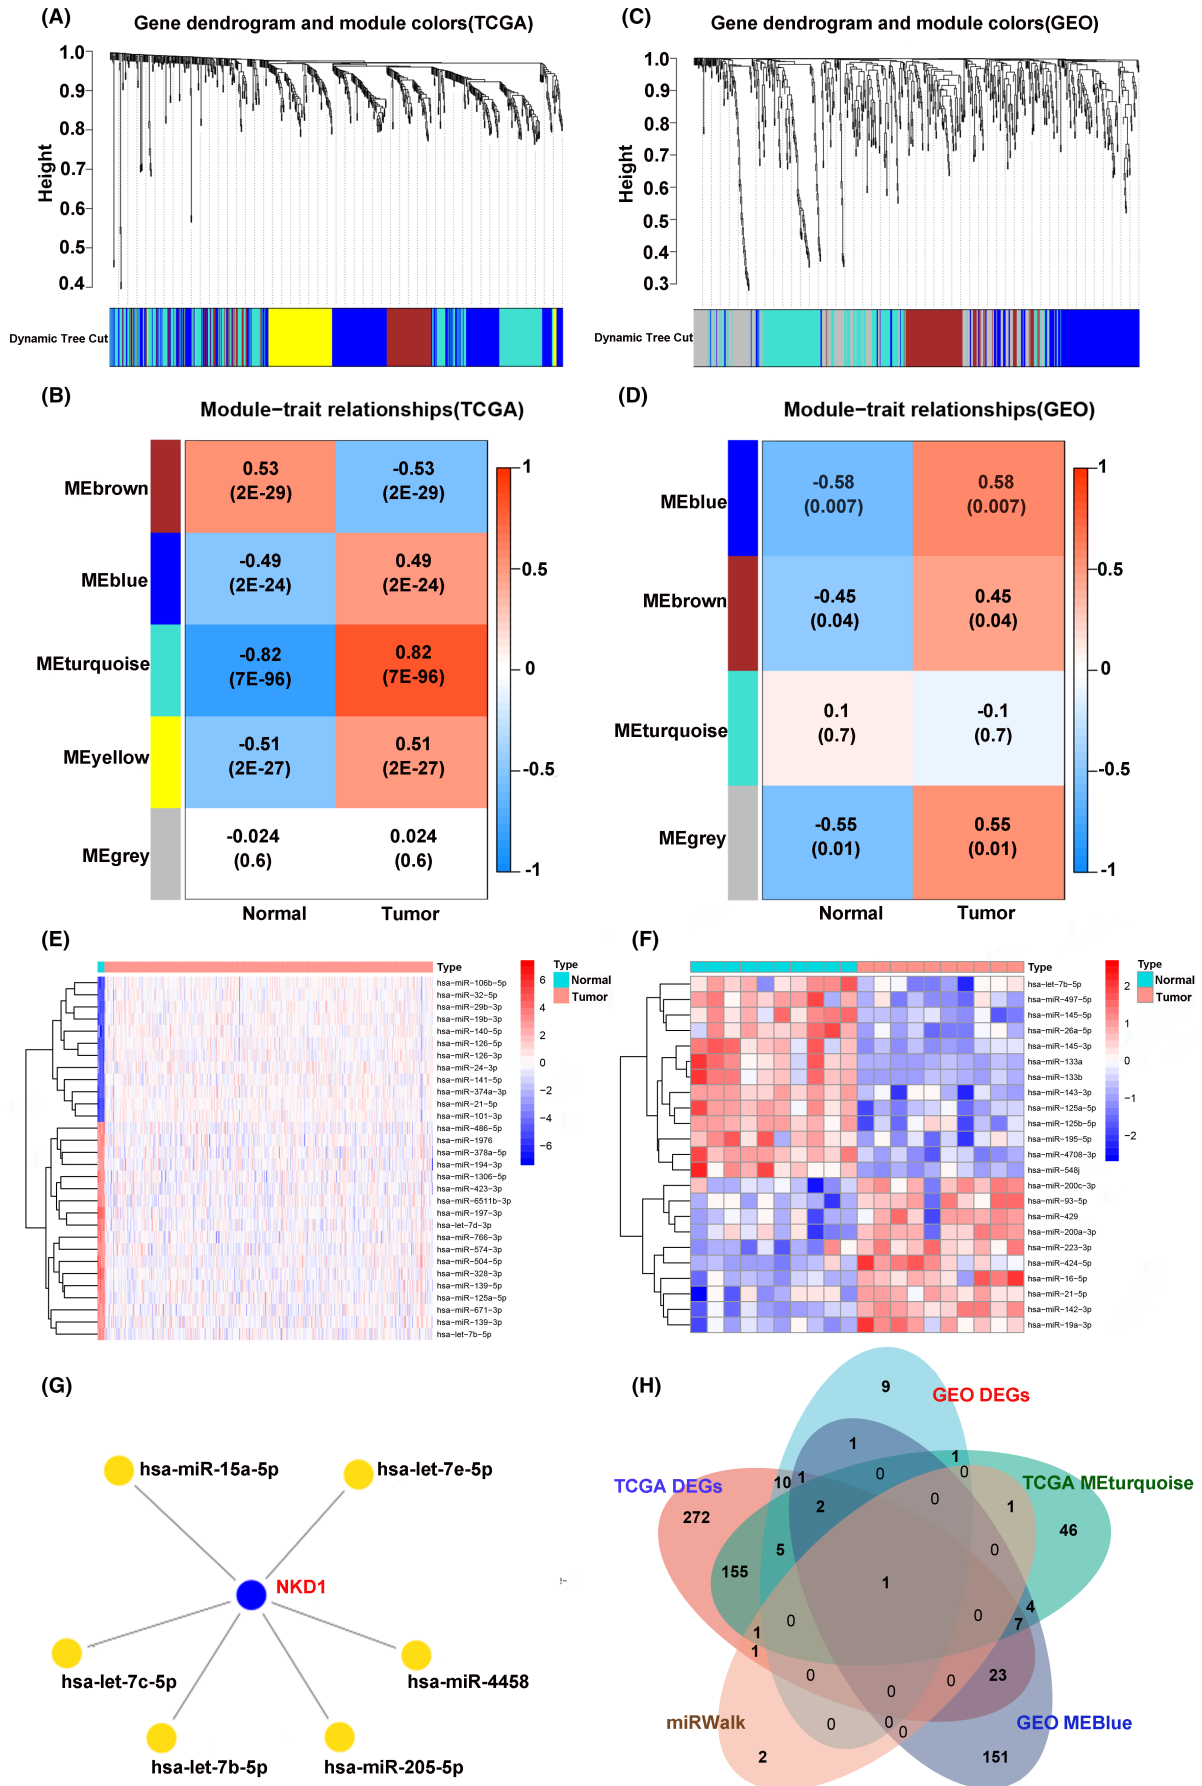 (A)
Gene dendrogram and module colors(TCGA)
1.0
0.9
0.8
0.7
0.6
0.5
0.4
Height
Dynamic Tree Cut
(C)
Gene dendrogram and module colors(GEO)
1.0
0.9
0.8
0.7
0.6
0.5
0.4
0.3
Height
Dynamic Tree Cut
(B)
Module−trait relationships(TCGA)
MEbrown
0.53
(2E-29)
-0.53
(2E-29)
MEblue
-0.49
(2E-24)
0.49
(2E-24)
MEturquoise
-0.82
(7E-96)
0.82
(7E-96)
MEyellow
-0.51
(2E-27)
0.51
(2E-27)
MEgrey
-0.024
(0.6)
0.024
(0.6)
Normal
Tumor
1
0.5
0
-0.5
-1
(D)
Module−trait relationships(GEO)
MEblue
-0.58
(0.007)
0.58
(0.007)
MEbrown
-0.45
(0.04)
0.45
(0.04)
MEturquoise
0.1
(0.7)
-0.1
(0.7)
MEgrey
-0.55
(0.01)
0.55
(0.01)
Normal
Tumor
1
0.5
0
-0.5
-1
(E)
Type
hsa−miR−106b−5p
hsa−miR−32−5p
hsa−miR−29b−3p
hsa−miR−19b−3p
hsa−miR−140−5p
hsa−miR−126−5p
hsa−miR−126−3p
hsa−miR−24−3p
hsa−miR−141−5p
hsa−miR−374a−3p
hsa−miR−21−5p
hsa−miR−101−3p
hsa−miR−486−5p
hsa−miR−1976
hsa−miR−378a−5p
hsa−miR−194−3p
hsa−miR−1306−5p
hsa−miR−423−3p
hsa−miR−6511b−3p
hsa−miR−197−3p
hsa−let−7d−3p
hsa−miR−766−3p
hsa−miR−574−3p
hsa−miR−504−5p
hsa−miR−328−3p
hsa−miR−139−5p
hsa−miR−125a−5p
hsa−miR−671−3p
hsa−miR−139−3p
hsa−let−7b−5p
6
4
2
0
−2
−4
−6
Type
Normal
Tumor
(F)
Type
hsa−let−7b−5p
hsa−miR−497−5p
hsa−miR−145−5p
hsa−miR−26a−5p
hsa−miR−145−3p
hsa−miR−133a
hsa−miR−133b
hsa−miR−143−3p
hsa−miR−125a−5p
hsa−miR−125b−5p
hsa−miR−195−5p
hsa−miR−4708−3p
hsa−miR−548j
hsa−miR−200c−3p
hsa−miR−93−5p
hsa−miR−429
hsa−miR−200a−3p
hsa−miR−223−3p
hsa−miR−424−5p
hsa−miR−16−5p
hsa−miR−21−5p
hsa−miR−142−3p
hsa−miR−19a−3p
2
1
0
−1
−2
Type
Normal
Tumor
(G)
hsa-miR-15a-5p
hsa-let-7e-5p
NKD1
hsa-let-7c-5p
hsa-miR-4458
hsa-let-7b-5p
hsa-miR-205-5p
(H)
9
GEO DEGs
1
1
TCGA DEGs
10
1
0
0
TCGA MEturquoise
272
2
0
1
46
5
0
155
1
4
0
0
7
1
1
0
0
23
0
miRWalk
0
0
0
GEO MEBlue
2
151